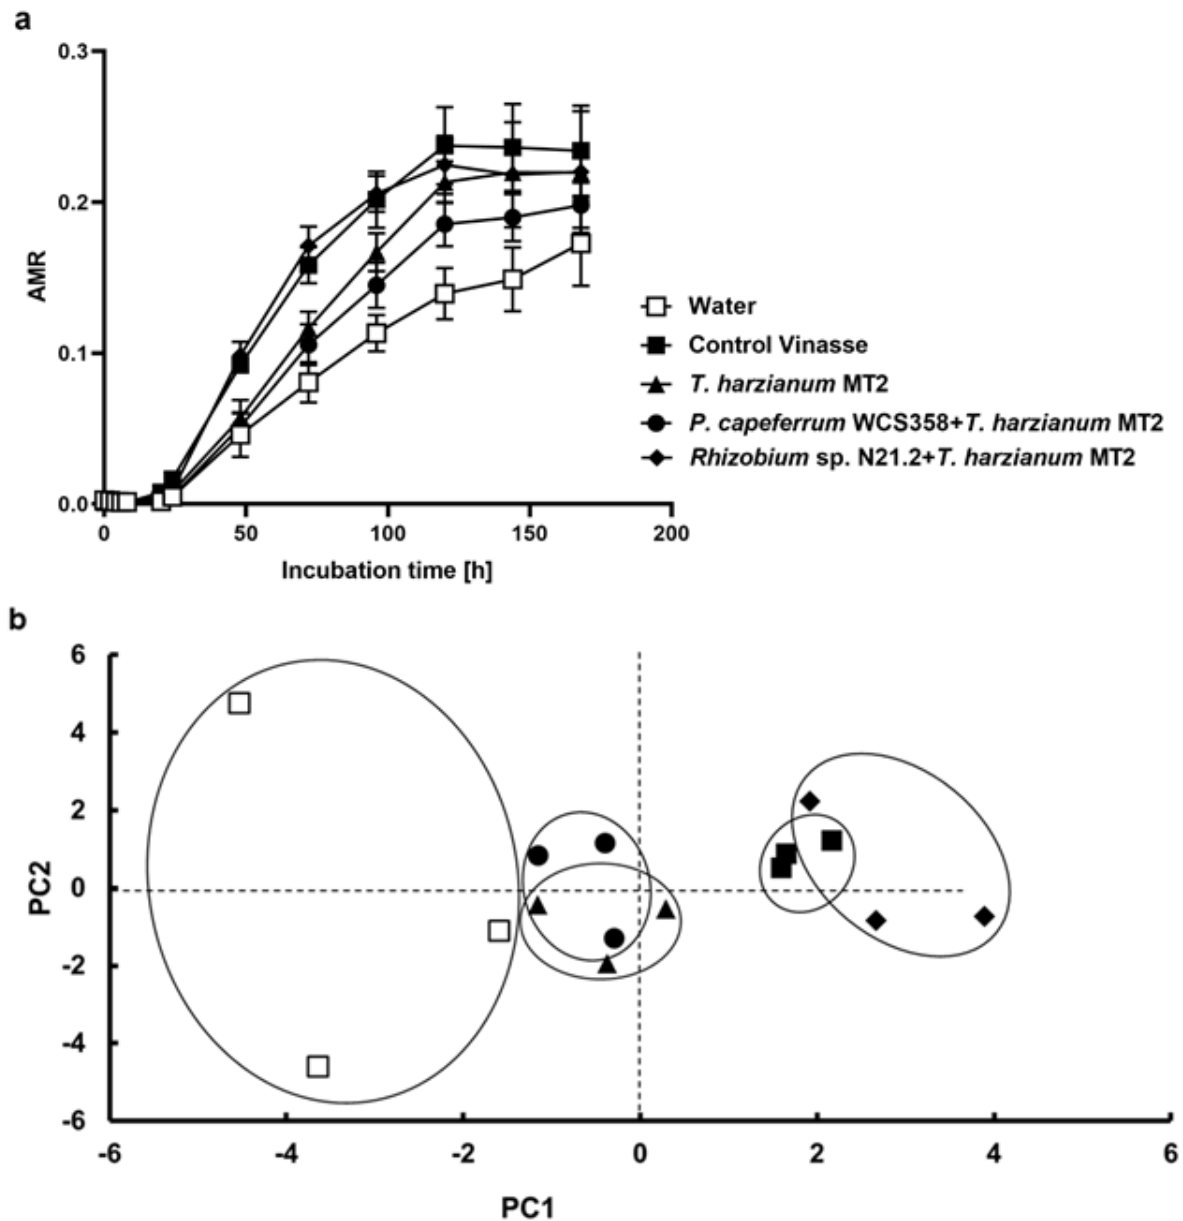 a
0.3
0.2
0.1
0.0
AMR
0 50 100 150 200
Incubation time [h]
Water
Control Vinasse
T. harzianum MT2
P. capeferrum WCS358+T. harzianum MT2
Rhizobium sp. N21.2+T. harzianum MT2
b
6
4
2
0
-2
-4
-6
PC2
-6 -4 -2 0 2 4 6
PC1